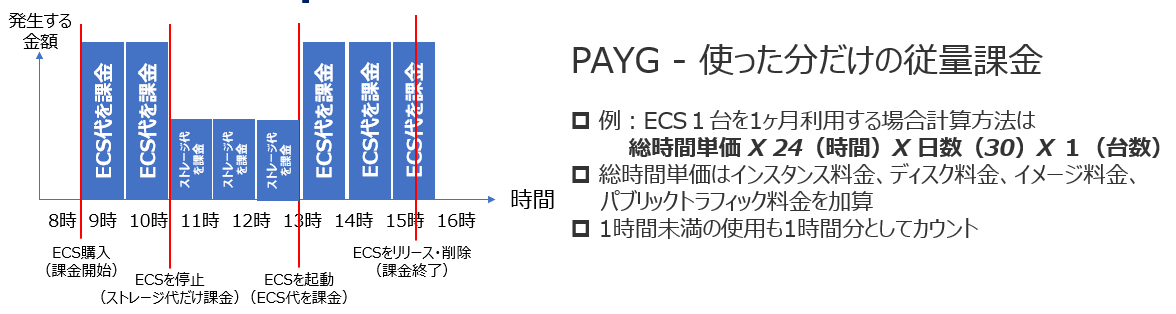 発生する
金額
ECS代を課金
ECS代を課金
ストレージ代
を課金
ストレージ代
を課金
ストレージ代
を課金
ECS代を課金
ECS代を課金
ECS代を課金
時間
8時 9時 10時 11時 12時 13時 14時 15時 16時
ECS購入
（課金開始）
ECSを停止
（ストレージ代だけ課金）
ECSを起動
（ECS代を課金）
ECSをリリース・削除
（課金終了）
PAYG - 使った分だけの従量課金
例：ECS１台を1ヶ月利用する場合計算方法は
総時間単価 X 24（時間）X 日数（30）X １（台数）
総時間単価はインスタンス料金、ディスク料金、イメージ料金、
パブリックトラフィック料金を加算
1時間未満の使用も1時間分としてカウント